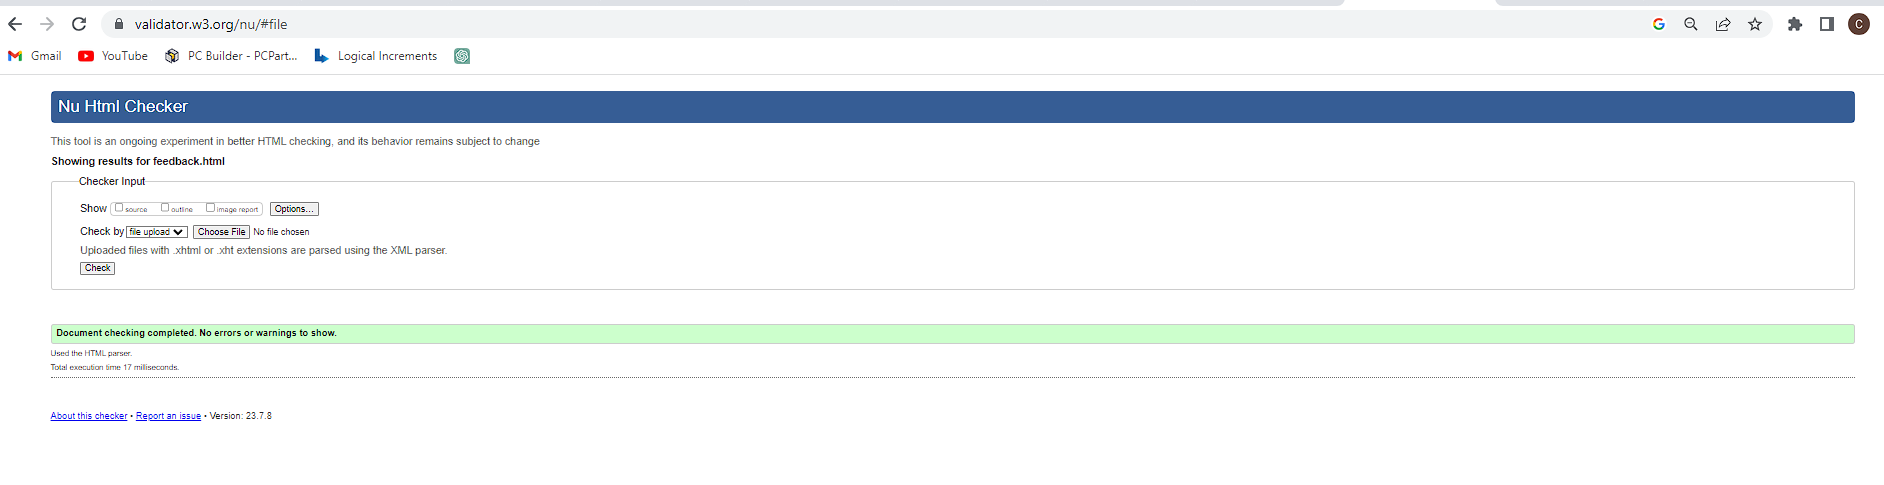 validator.w3.org/nu/#file
Gmail YouTube PC Builder - PCPart... Logical Increments
C
Nu Html Checker
This tool is an ongoing experiment in better HTML checking, and its behavior remains subject to change
Showing results for feedback.html
Checker Input
Show source outline image report Options...
Check by file upload Choose File No file chosen
Uploaded files with .xhtml or .xht extensions are parsed using the XML parser.
Check
Document checking completed. No errors or warnings to show.
Used the HTML parser.
Total execution time 17 milliseconds.
About this checker • Report an issue • Version: 23.7.8